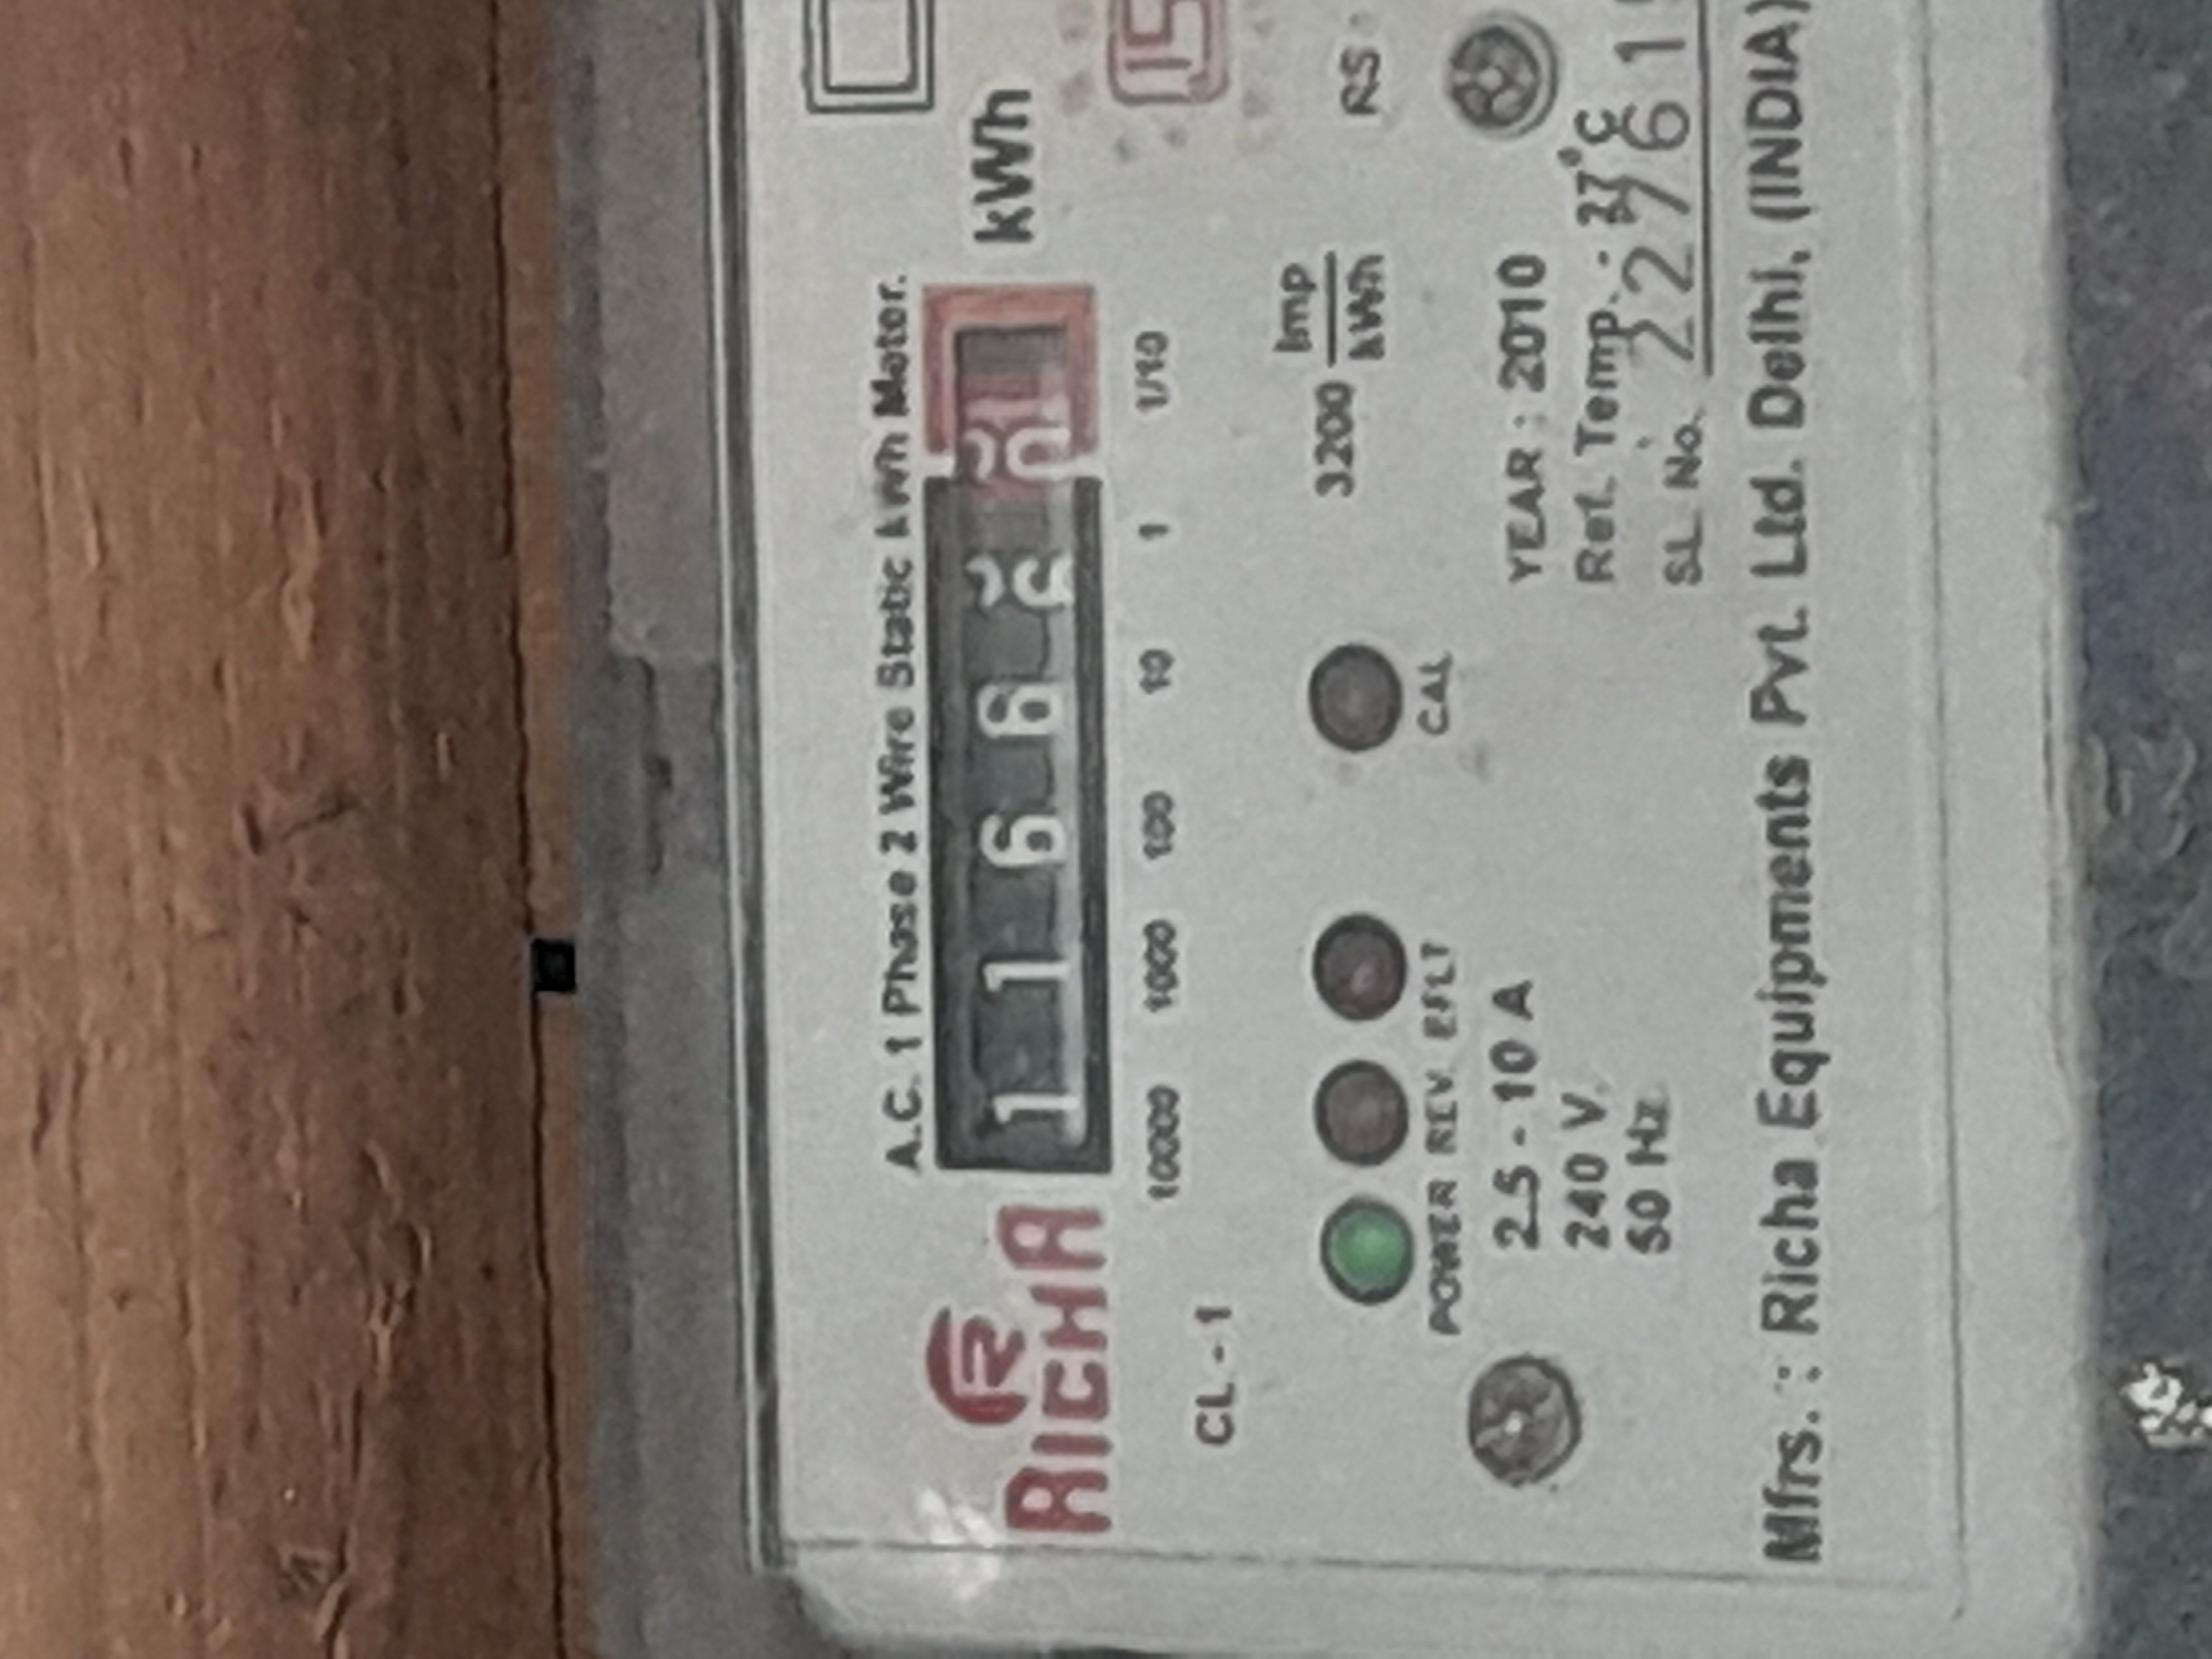 A.C. 1 Phase 2 Wire Static kWh Meter.
RICHA
1 1 6 6
kWh
10000 1000 100 10 1 1/10
CL-1
3200 Imp/kWh
RS
POWER REV. EFLT
CAL
2.5 - 10 A
YEAR : 2010
240 V.
Ref. Temp. : 27°C
50 Hz
SL. No.
Mfrs. : Richa Equipments Pvt. Ltd. Delhi, (INDIA)